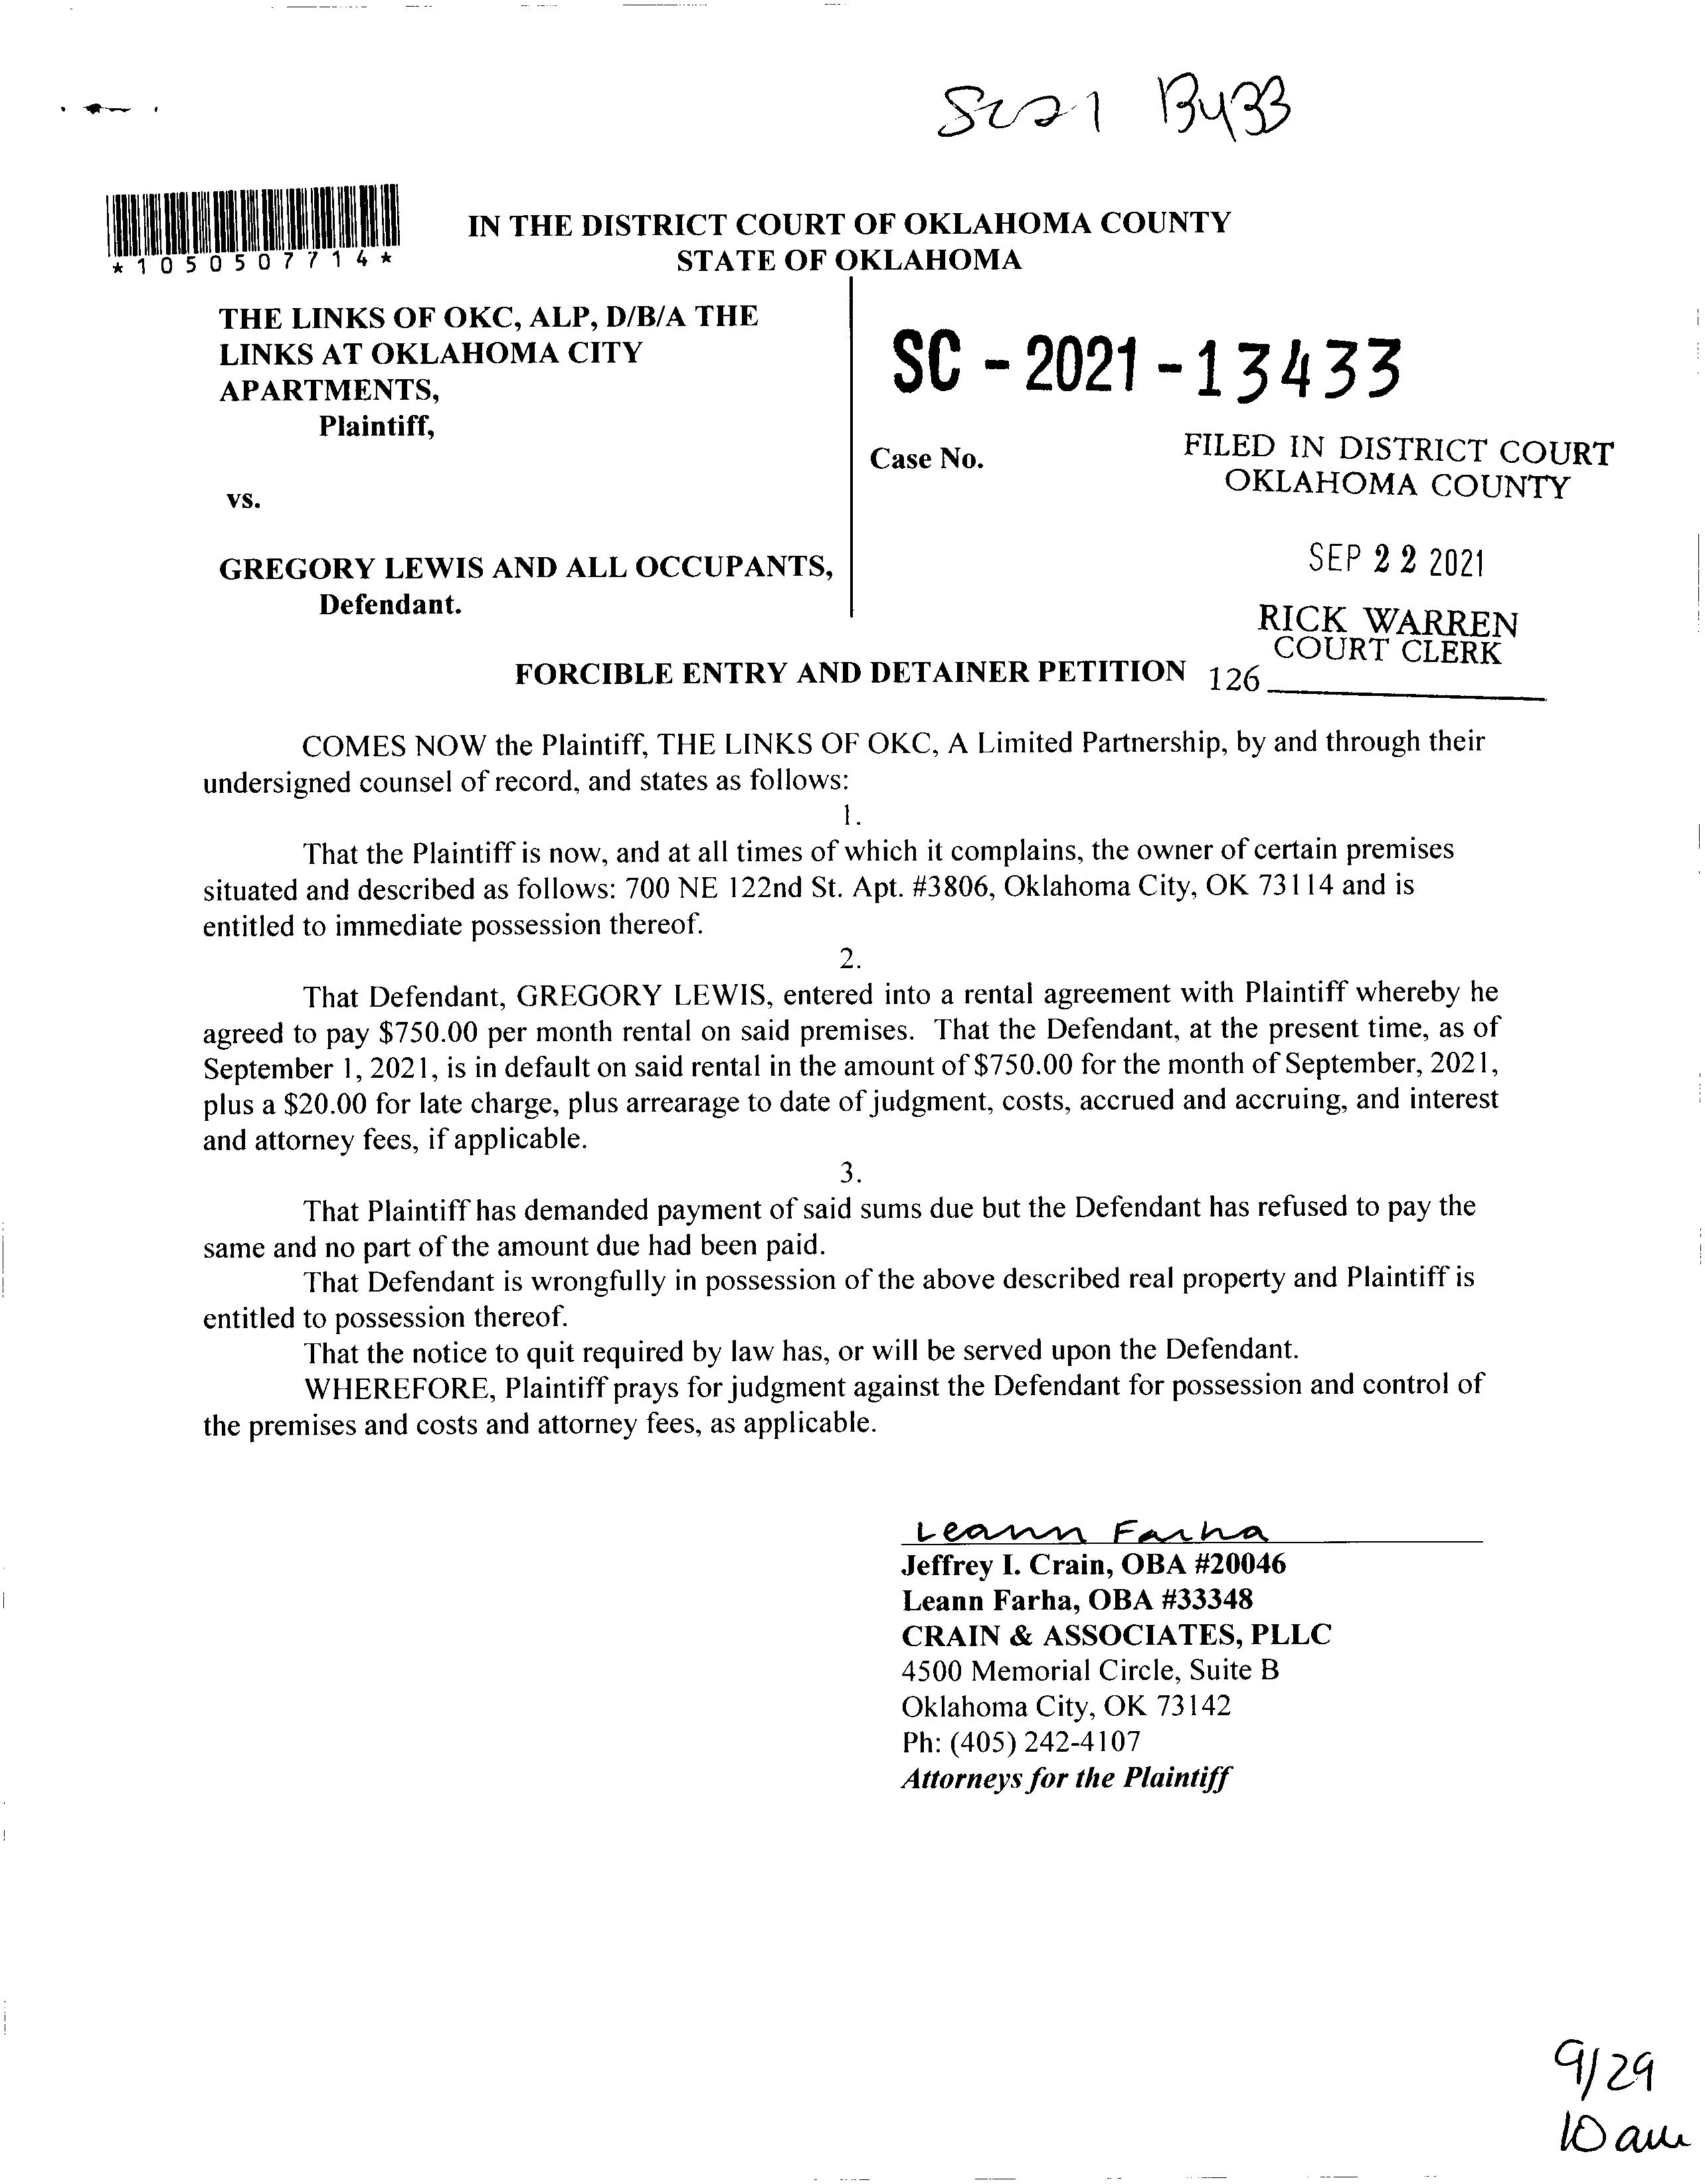 SC21 13433
*1050507714*
IN THE DISTRICT COURT OF OKLAHOMA COUNTY
STATE OF OKLAHOMA
THE LINKS OF OKC, ALP, D/B/A THE
LINKS AT OKLAHOMA CITY
APARTMENTS,
Plaintiff,
vs.
GREGORY LEWIS AND ALL OCCUPANTS,
Defendant.
SC - 2021 - 13433
Case No.
FILED IN DISTRICT COURT
OKLAHOMA COUNTY
SEP 22 2021
RICK WARREN
COURT CLERK
126
FORCIBLE ENTRY AND DETAINER PETITION
COMES NOW the Plaintiff, THE LINKS OF OKC, A Limited Partnership, by and through their
undersigned counsel of record, and states as follows:
1.
That the Plaintiff is now, and at all times of which it complains, the owner of certain premises
situated and described as follows: 700 NE 122nd St. Apt. #3806, Oklahoma City, OK 73114 and is
entitled to immediate possession thereof.
2.
That Defendant, GREGORY LEWIS, entered into a rental agreement with Plaintiff whereby he
agreed to pay $750.00 per month rental on said premises. That the Defendant, at the present time, as of
September 1, 2021, is in default on said rental in the amount of $750.00 for the month of September, 2021,
plus a $20.00 for late charge, plus arrearage to date of judgment, costs, accrued and accruing, and interest
and attorney fees, if applicable.
3.
That Plaintiff has demanded payment of said sums due but the Defendant has refused to pay the
same and no part of the amount due had been paid.
That Defendant is wrongfully in possession of the above described real property and Plaintiff is
entitled to possession thereof.
That the notice to quit required by law has, or will be served upon the Defendant.
WHEREFORE, Plaintiff prays for judgment against the Defendant for possession and control of
the premises and costs and attorney fees, as applicable.
Leann Farha
Jeffrey I. Crain, OBA #20046
Leann Farha, OBA #33348
CRAIN & ASSOCIATES, PLLC
4500 Memorial Circle, Suite B
Oklahoma City, OK 73142
Ph: (405) 242-4107
Attorneys for the Plaintiff
9/29
10 am